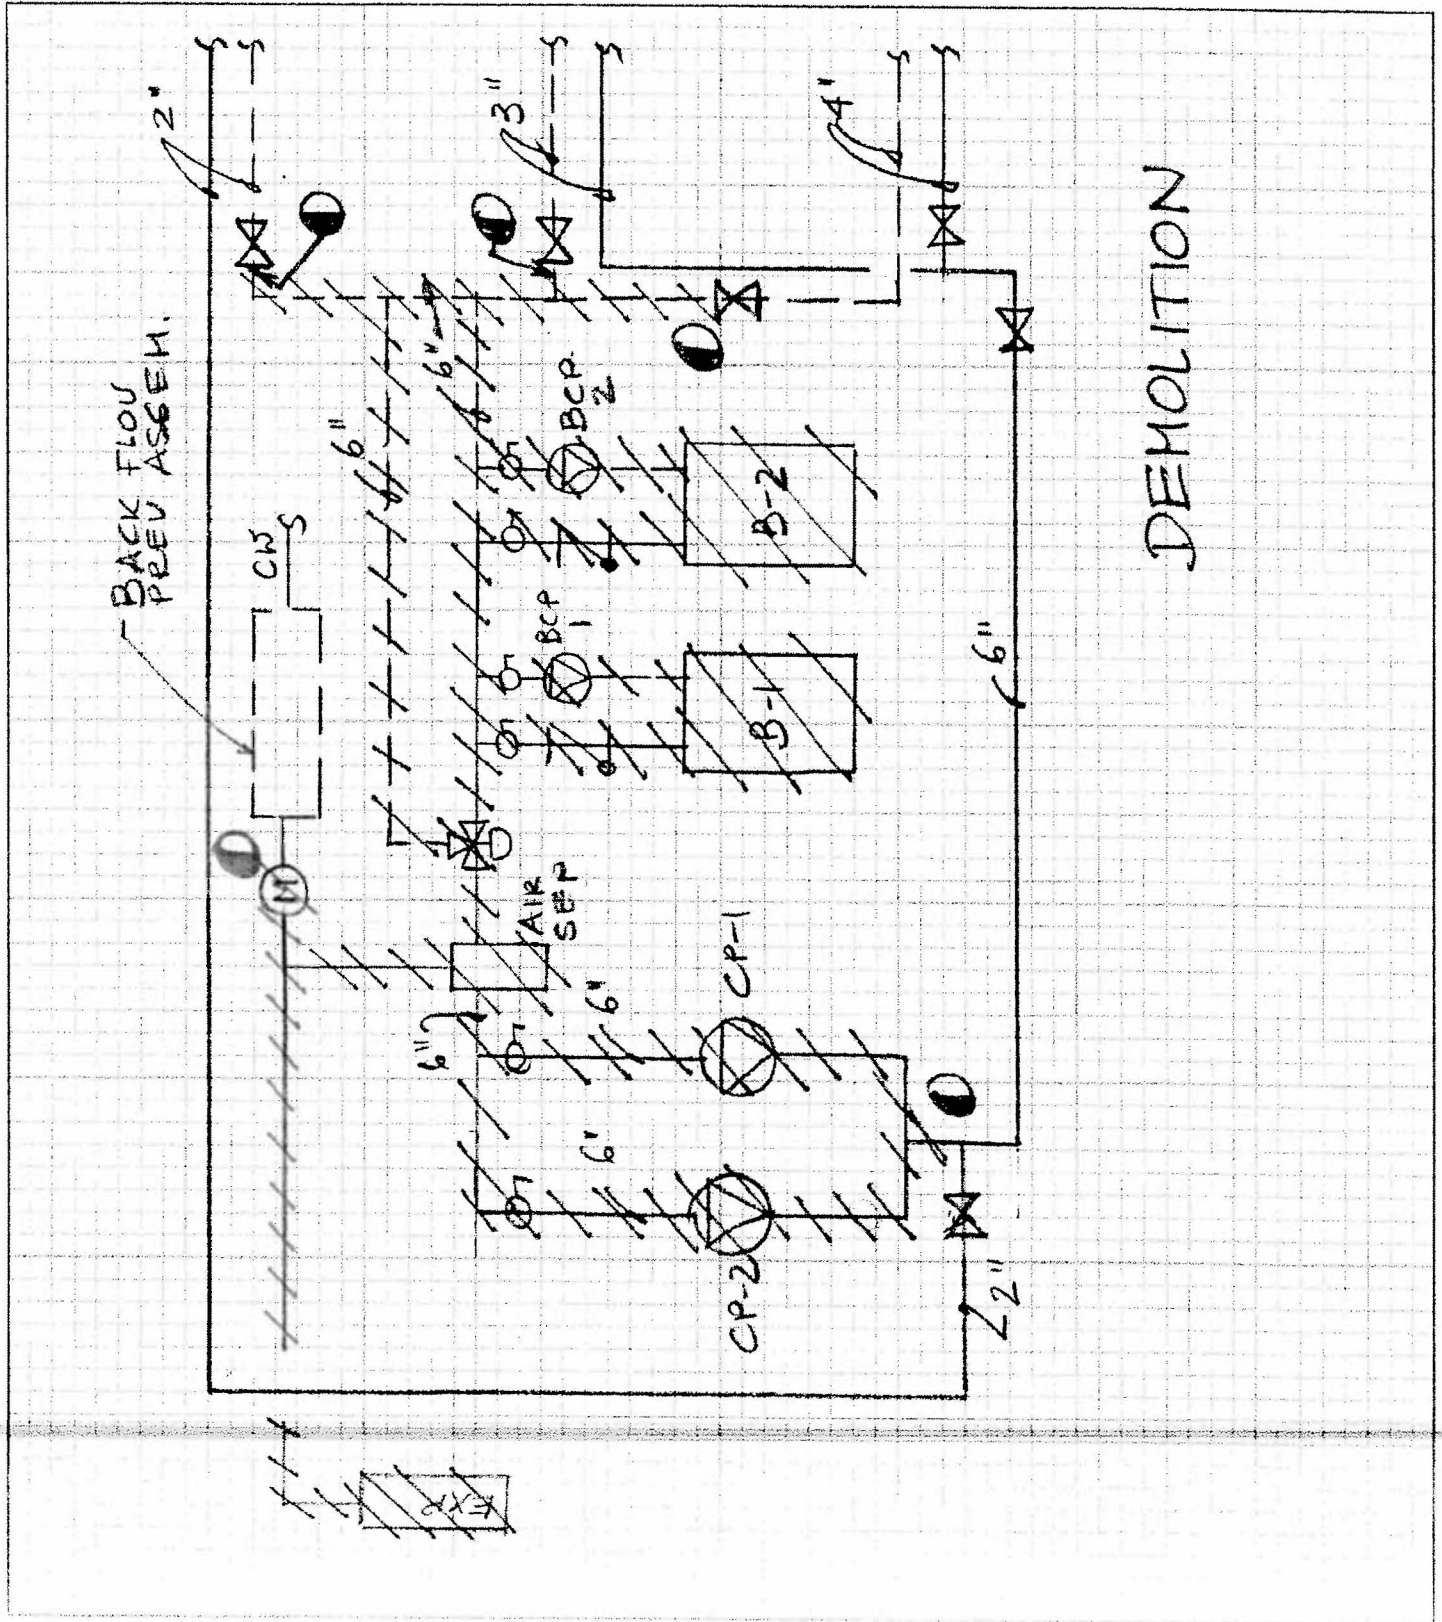 2"
3"
4"
BACK FLOW
PREV ASSEM.
CW
6"
6"
BCP
2
BCP
1
B-2
B-1
M
AIR
SEP
6"
6"
6"
CP-1
CP-2
6"
2"
EXP
DEMOLITION